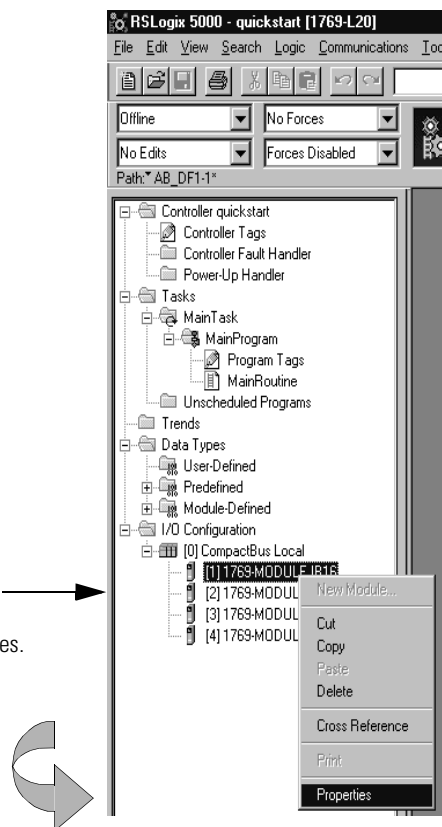 RSLogix 5000 - quickstart [1769-L20]
File Edit View Search Logic Communications
Offline No Forces
No Edits Forces Disabled
Path: AB_DF1-1*
Controller quickstart
Controller Tags
Controller Fault Handler
Power-Up Handler
Tasks
MainTask
MainProgram
Program Tags
MainRoutine
Unscheduled Programs
Trends
Data Types
User-Defined
Predefined
Module-Defined
I/O Configuration
[0] CompactBus Local
[1] 1769-MODULE IB16
[2] 1769-MODUL
[3] 1769-MODUL
[4] 1769-MODUL
New Module...
Cut
Copy
Paste
Delete
Cross Reference
Print
Properties
es.